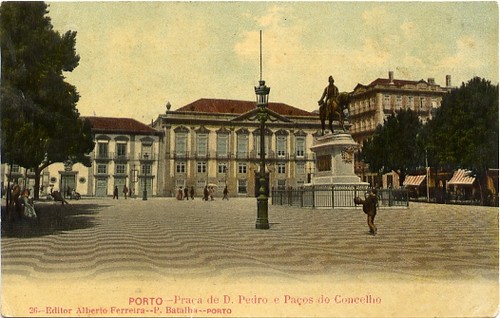 PORTO—Praça de D. Pedro e Paços do Concelho
26—Editor Alberto Ferreira--P. Batalha--PORTO